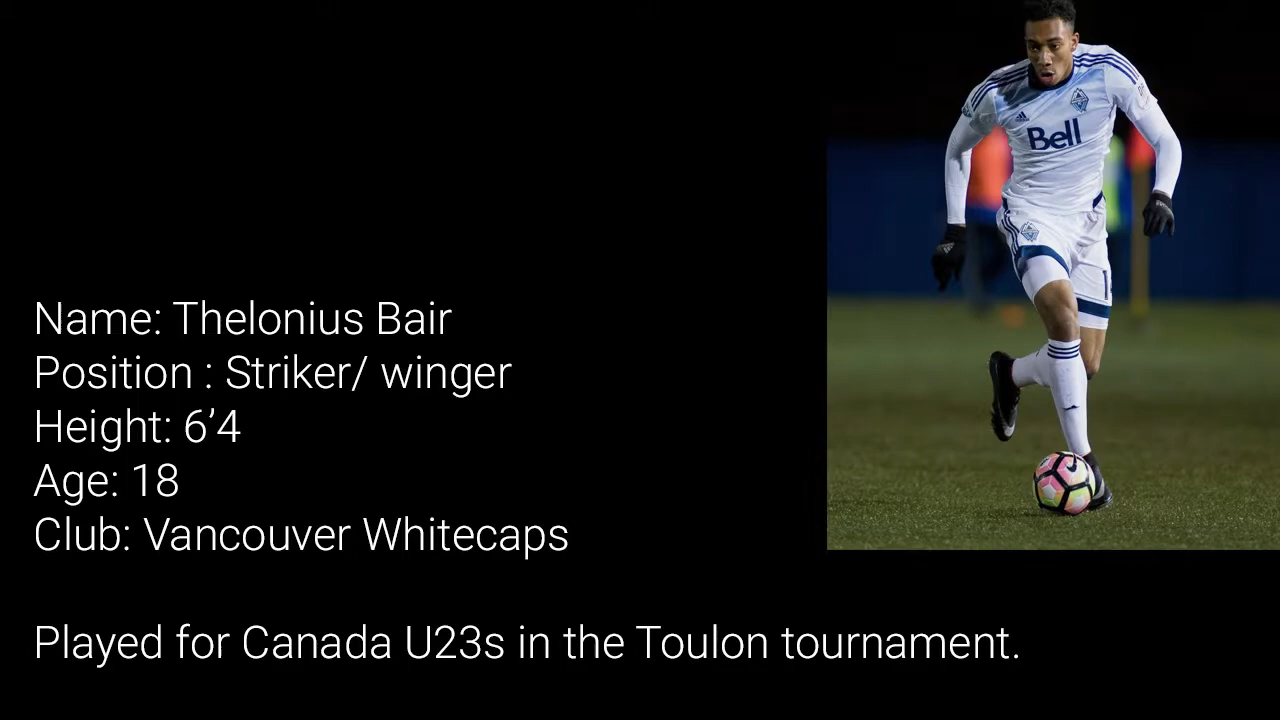 Bell
Name: Thelonius Bair
Position : Striker/ winger
Height: 6’4
Age: 18
Club: Vancouver Whitecaps
Played for Canada U23s in the Toulon tournament.